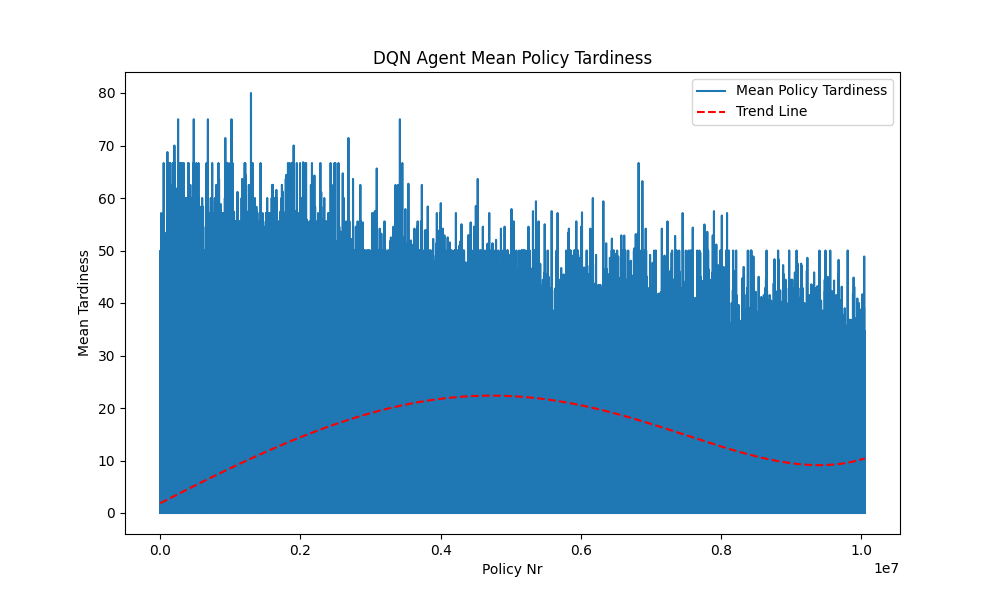 DQN Agent Mean Policy Tardiness
Mean Policy Tardiness
Trend Line
Mean Tardiness
80
70
60
50
40
30
20
10
0
0.0 0.2 0.4 0.6 0.8 1.0
1e7
Policy Nr